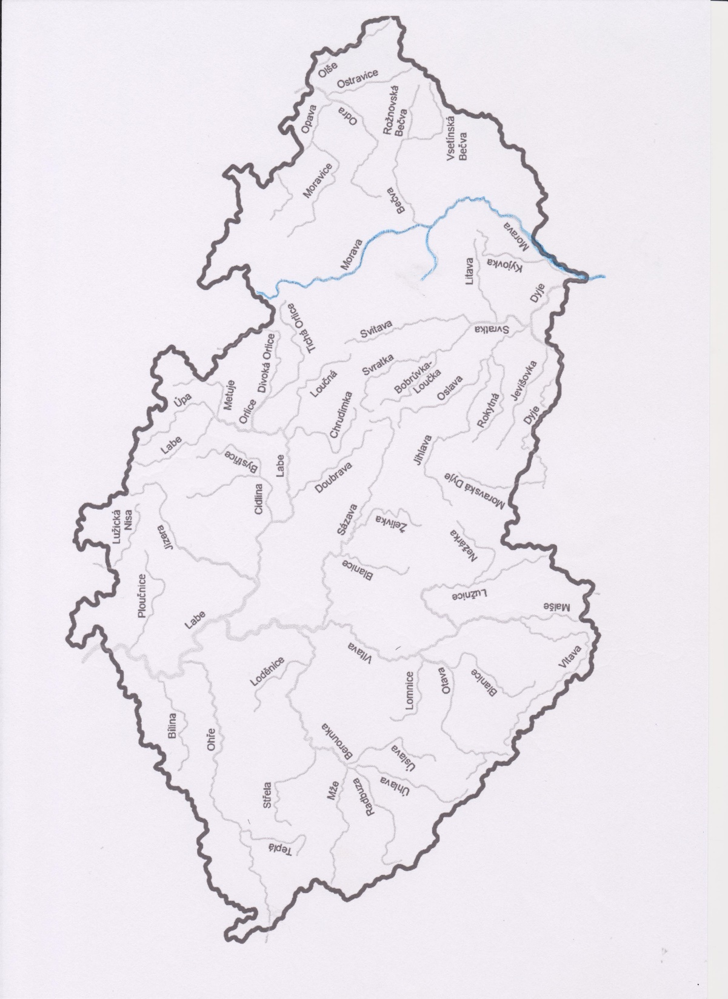 Olše
Ostravice
Opava
Odra
Rožnovská
Bečva
Vsetínská
Bečva
Moravice
Bečva
Morava
Morava
Kyjovka
Litava
Dyje
Tichá Orlice
Svitava
Svratka
Divoká Orlice
Svratka
Loučná
Bobrůvka-
Loučka
Oslava
Jevišovka
Metuje
Úpa
Orlice
Chrudimka
Rokytná
Dyje
Labe
Bystřice
Labe
Jihlava
Doubrava
Moravská Dyje
Cidlina
Lužická
Nisa
Jizera
Sázava
Želivka
Nežárka
Blanice
Ploučnice
Lužnice
Malše
Labe
Vltava
Vltava
Loděnice
Lomnice
Otava
Blanice
Bílina
Ohře
Berounka
Úslava
Střela
Mže
Radbuza
Úhlava
Teplá